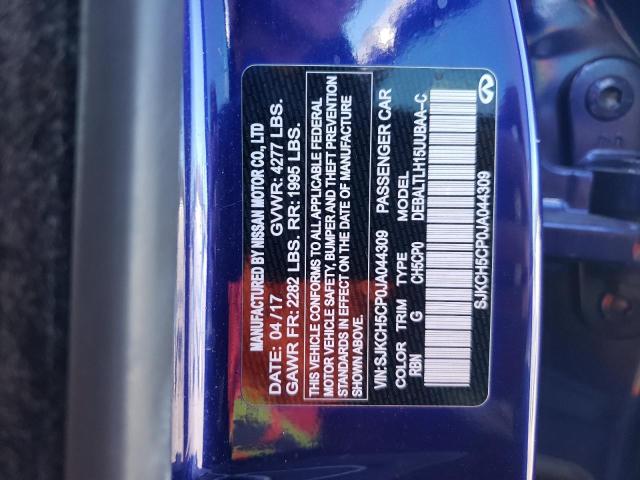 MANUFACTURED BY NISSAN MOTOR CO., LTD
DATE: 04 / 17 GVWR: 4277 LBS.
GAWR FR: 2282 LBS. RR: 1995 LBS.
THIS VEHICLE CONFORMS TO ALL APPLICABLE FEDERAL
MOTOR VEHICLE SAFETY, BUMPER AND THEFT PREVENTION
STANDARDS IN EFFECT ON THE DATE OF MANUFACTURE
SHOWN ABOVE.
VIN:SJKCH5CP0JA044309 PASSENGER CAR
COLOR TRIM TYPE MODEL
RBN G CH5CP0 DEBALTLH15UUBAA-C
SJKCH5CP0JA044309